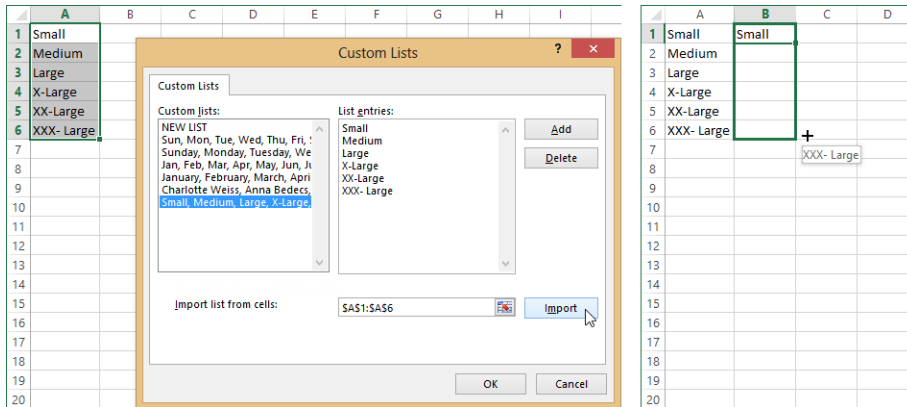 A B C D E F G H I
1 Small
2 Medium
3 Large
4 X-Large
5 XX-Large
6 XXX- Large
7
8
9
10
11
12
13
14
15
16
17
18
19
20
Custom Lists ? ×
Custom Lists
Custom lists:
NEW LIST
Sun, Mon, Tue, Wed, Thu, Fri,
Sunday, Monday, Tuesday, We
Jan, Feb, Mar, Apr, May, Jun, Ju
January, February, March, Apri
Charlotte Weiss, Anna Bedecs,
Small, Medium, Large, X-Large,
List entries:
Small
Medium
Large
X-Large
XX-Large
XXX- Large
Add
Delete
Import list from cells:
$A$1:$A$6
Import
OK Cancel
A B C D
1 Small Small
2 Medium
3 Large
4 X-Large
5 XX-Large
6 XXX- Large
XXX- Large
7
8
9
10
11
12
13
14
15
16
17
18
19
20